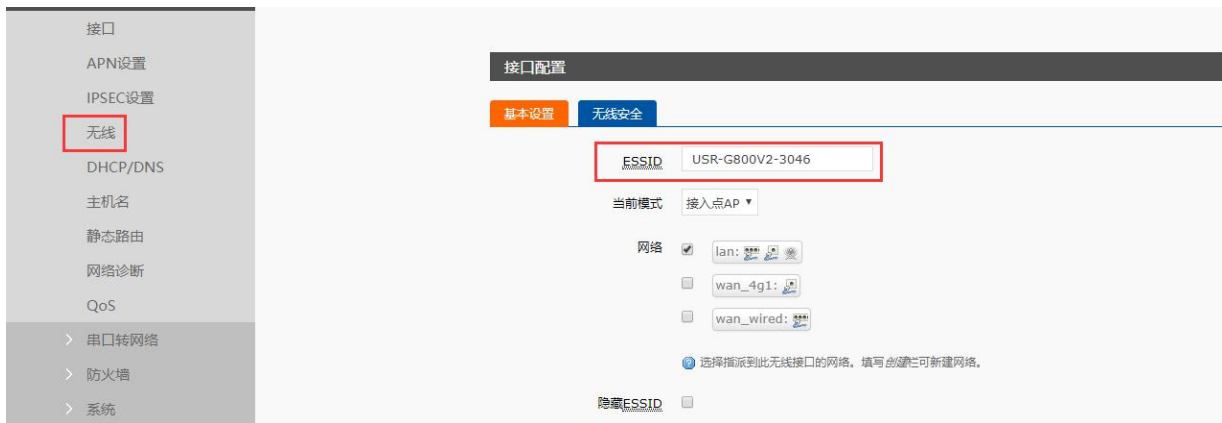 接口
APN设置
IPSEC设置
无线
DHCP/DNS
主机名
静态路由
网络诊断
QoS
串口转网络
防火墙
系统
接口配置
基本设置 无线安全
ESSID USR-G800V2-3046
当前模式 接入点AP
网络 lan:
wan_4g1:
wan_wired:
选择指派到此无线接口的网络。填写创建栏可新建网络。
隐藏ESSID